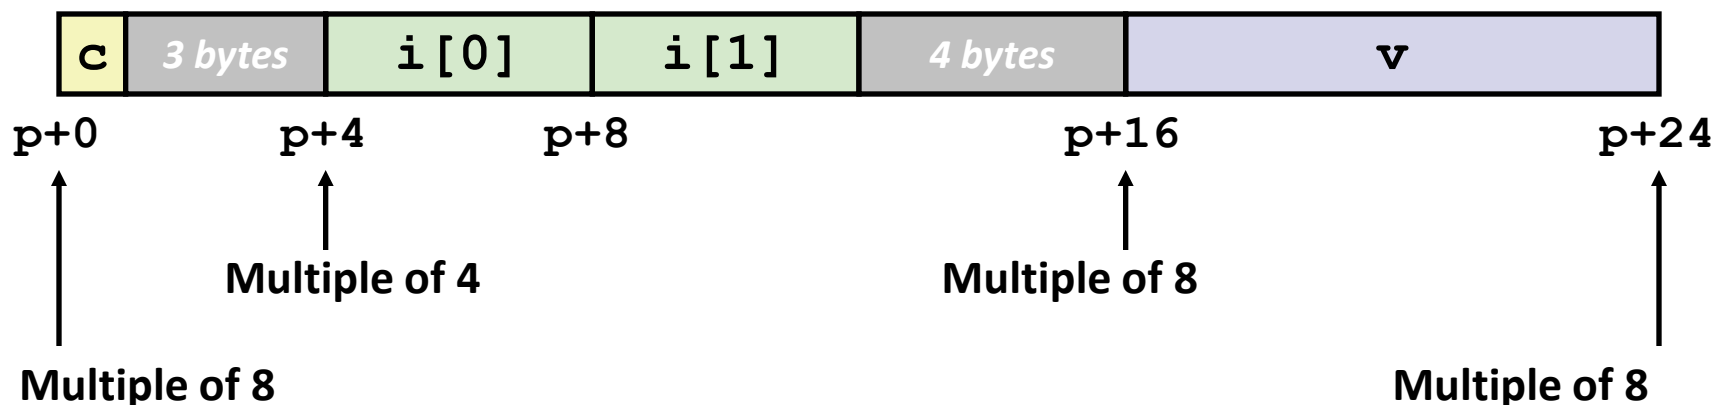 c 3 bytes i[0] i[1] 4 bytes v
p+0 p+4 p+8 p+16 p+24
Multiple of 4 Multiple of 8
Multiple of 8 Multiple of 8